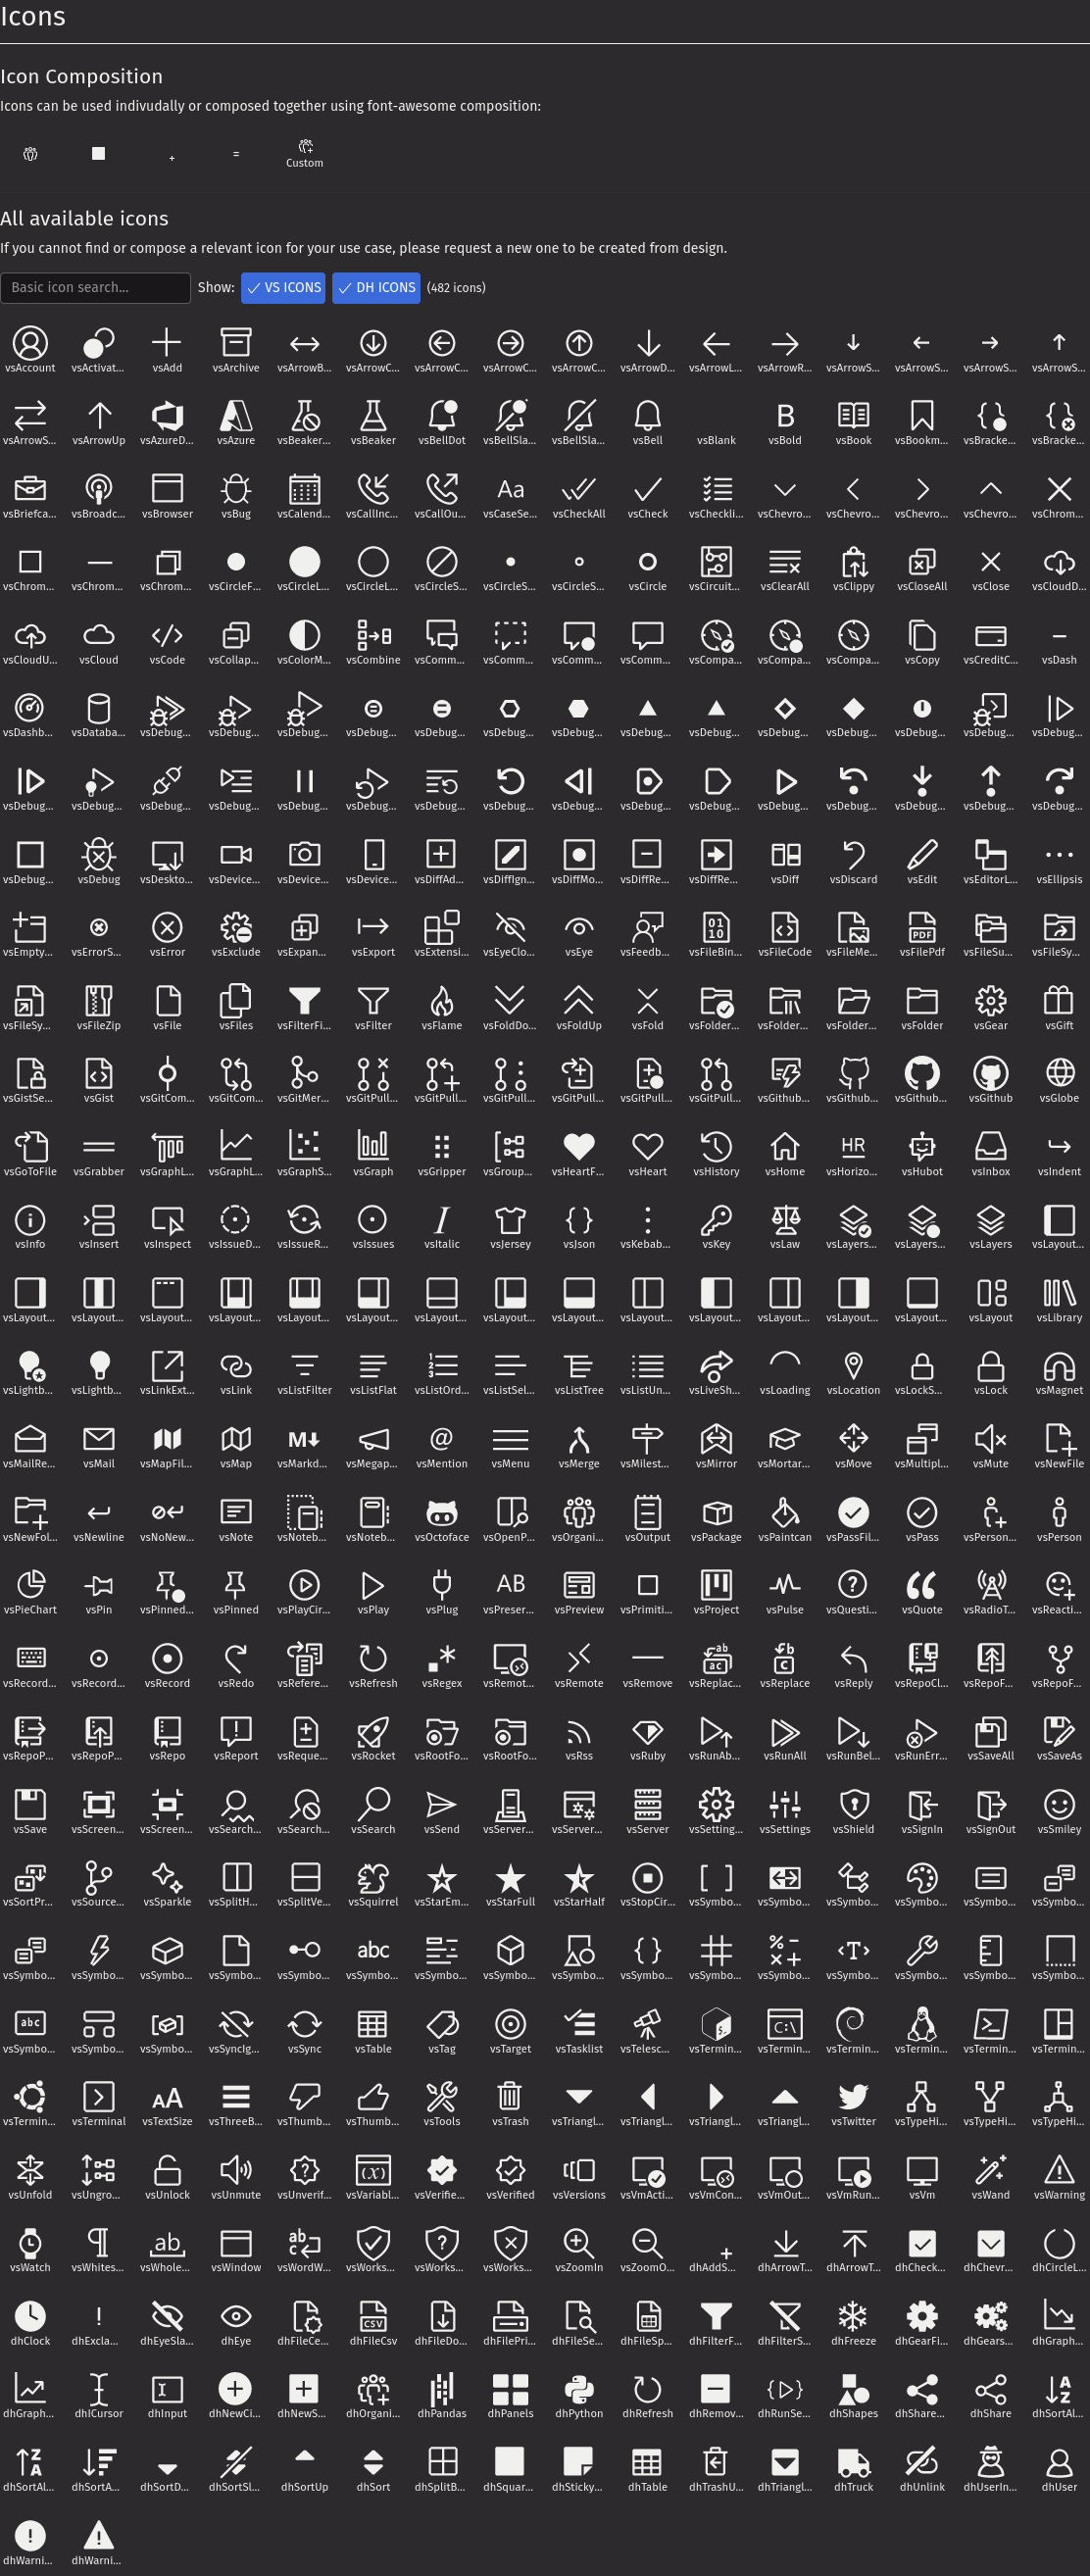 Icons
Icon Composition
Icons can be used indivudally or composed together using font-awesome composition:
+ =
Custom
All available icons
If you cannot find or compose a relevant icon for your use case, please request a new one to be created from design.
Basic icon search... Show: VS ICONS DH ICONS (482 icons)
vsAccount vsActivat... vsAdd vsArchive vsArrowB... vsArrowC... vsArrowC... vsArrowC... vsArrowC... vsArrowD... vsArrowL... vsArrowR... vsArrowS... vsArrowS... vsArrowS... vsArrowS...
vsArrowS... vsArrowUp vsAzureD... vsAzure vsBeaker... vsBeaker vsBellDot vsBellSla... vsBellSla... vsBell vsBlank vsBold vsBook vsBookm... vsBracke... vsBracke...
vsBriefca... vsBroadc... vsBrowser vsBug vsCalend... vsCallInc... vsCallOu... vsCaseSe... vsCheckAll vsCheck vsCheckli... vsChevro... vsChevro... vsChevro... vsChevro... vsChrom...
vsChrom... vsChrom... vsChrom... vsCircleF... vsCircleL... vsCircleL... vsCircleS... vsCircleS... vsCircleS... vsCircle vsCircuit... vsClearAll vsClippy vsCloseAll vsClose vsCloudD...
vsCloudU... vsCloud vsCode vsCollap... vsColorM... vsCombine vsComm... vsComm... vsComm... vsComm... vsCompa... vsCompa... vsCompa... vsCopy vsCreditC... vsDash
vsDashb... vsDataba... vsDebug... vsDebug... vsDebug... vsDebug... vsDebug... vsDebug... vsDebug... vsDebug... vsDebug... vsDebug... vsDebug... vsDebug... vsDebug... vsDebug...
vsDebug... vsDebug... vsDebug... vsDebug... vsDebug... vsDebug... vsDebug... vsDebug... vsDebug... vsDebug... vsDebug... vsDebug... vsDebug... vsDebug... vsDebug... vsDebug...
vsDebug... vsDebug vsDeskto... vsDevice... vsDevice... vsDevice... vsDiffAd... vsDiffIgn... vsDiffMo... vsDiffRe... vsDiffRe... vsDiff vsDiscard vsEdit vsEditorL... vsEllipsis
vsEmpty... vsErrorS... vsError vsExclude vsExpan... vsExport vsExtensi... vsEyeClo... vsEye vsFeedb... vsFileBin... vsFileCode vsFileMe... vsFilePdf vsFileSu... vsFileSy...
vsFileSy... vsFileZip vsFile vsFiles vsFilterFi... vsFilter vsFlame vsFoldDo... vsFoldUp vsFold vsFolder... vsFolder... vsFolder... vsFolder vsGear vsGift
vsGistSe... vsGist vsGitCom... vsGitCom... vsGitMer... vsGitPull... vsGitPull... vsGitPull... vsGitPull... vsGitPull... vsGitPull... vsGithub... vsGithub... vsGithub... vsGithub vsGlobe
vsGoToFile vsGrabber vsGraphL... vsGraphL... vsGraphS... vsGraph vsGripper vsGroup... vsHeartF... vsHeart vsHistory vsHome vsHorizo... vsHubot vsInbox vsIndent
vsInfo vsInsert vsInspect vsIssueD... vsIssueR... vsIssues vsItalic vsJersey vsJson vsKebab... vsKey vsLaw vsLayers... vsLayers... vsLayers vsLayout...
vsLayout... vsLayout... vsLayout... vsLayout... vsLayout... vsLayout... vsLayout... vsLayout... vsLayout... vsLayout... vsLayout... vsLayout... vsLayout... vsLayout... vsLayout vsLibrary
vsLightb... vsLightb... vsLinkExt... vsLink vsListFilter vsListFlat vsListOrd... vsListSel... vsListTree vsListUn... vsLiveSh... vsLoading vsLocation vsLockS... vsLock vsMagnet
vsMailRe... vsMail vsMapFil... vsMap vsMarkd... vsMegap... vsMention vsMenu vsMerge vsMilest... vsMirror vsMortar... vsMove vsMultipl... vsMute vsNewFile
vsNewFol... vsNewline vsNoNew... vsNote vsNoteb... vsNoteb... vsOctoface vsOpenP... vsOrgani... vsOutput vsPackage vsPaintcan vsPassFil... vsPass vsPerson... vsPerson
vsPieChart vsPin vsPinned... vsPinned vsPlayCir... vsPlay vsPlug vsPreser... vsPreview vsPrimiti... vsProject vsPulse vsQuesti... vsQuote vsRadioT... vsReacti...
vsRecord... vsRecord... vsRecord vsRedo vsRefere... vsRefresh vsRegex vsRemot... vsRemote vsRemove vsReplac... vsReplace vsReply vsRepoCl... vsRepoF... vsRepoF...
vsRepoP... vsRepoP... vsRepo vsReport vsReque... vsRocket vsRootFo... vsRootFo... vsRss vsRuby vsRunAb... vsRunAll vsRunBel... vsRunErr... vsSaveAll vsSaveAs
vsSave vsScreen... vsScreen... vsSearch... vsSearch... vsSearch vsSend vsServer... vsServer... vsServer vsSetting... vsSettings vsShield vsSignIn vsSignOut vsSmiley
vsSortPr... vsSource... vsSparkle vsSplitH... vsSplitVe... vsSquirrel vsStarEm... vsStarFull vsStarHalf vsStopCir... vsSymbo... vsSymbo... vsSymbo... vsSymbo... vsSymbo... vsSymbo...
vsSymbo... vsSymbo... vsSymbo... vsSymbo... vsSymbo... vsSymbo... vsSymbo... vsSymbo... vsSymbo... vsSymbo... vsSymbo... vsSymbo... vsSymbo... vsSymbo... vsSymbo... vsSymbo...
vsSymbo... vsSymbo... vsSymbo... vsSyncIg... vsSync vsTable vsTag vsTarget vsTasklist vsTelesc... vsTermin... vsTermin... vsTermin... vsTermin... vsTermin... vsTermin...
vsTermin... vsTerminal vsTextSize vsThreeB... vsThumb... vsThumb... vsTools vsTrash vsTriangl... vsTriangl... vsTriangl... vsTriangl... vsTwitter vsTypeHi... vsTypeHi... vsTypeHi...
vsUnfold vsUngro... vsUnlock vsUnmute vsUnverif... vsVariabl... vsVerifie... vsVerified vsVersions vsVmActi... vsVmCon... vsVmOut... vsVmRun... vsVm vsWand vsWarning
vsWatch vsWhites... vsWhole... vsWindow vsWordW... vsWorks... vsWorks... vsWorks... vsZoomIn vsZoomO... dhAddS... dhArrowT... dhArrowT... dhCheck... dhChevr... dhCircleL...
dhClock dhExcla... dhEyeSla... dhEye dhFileCe... dhFileCsv dhFileDo... dhFilePri... dhFileSe... dhFileSp... dhFilterF... dhFilterS... dhFreeze dhGearFi... dhGears... dhGraph...
dhGraph... dhICursor dhInput dhNewCi... dhNewS... dhOrgani... dhPandas dhPanels dhPython dhRefresh dhRemov... dhRunSe... dhShapes dhShare... dhShare dhSortAl...
dhSortAl... dhSortA... dhSortD... dhSortSl... dhSortUp dhSort dhSplitB... dhSquar... dhSticky... dhTable dhTrashU... dhTriangl... dhTruck dhUnlink dhUserIn... dhUser
dhWarni... dhWarni...